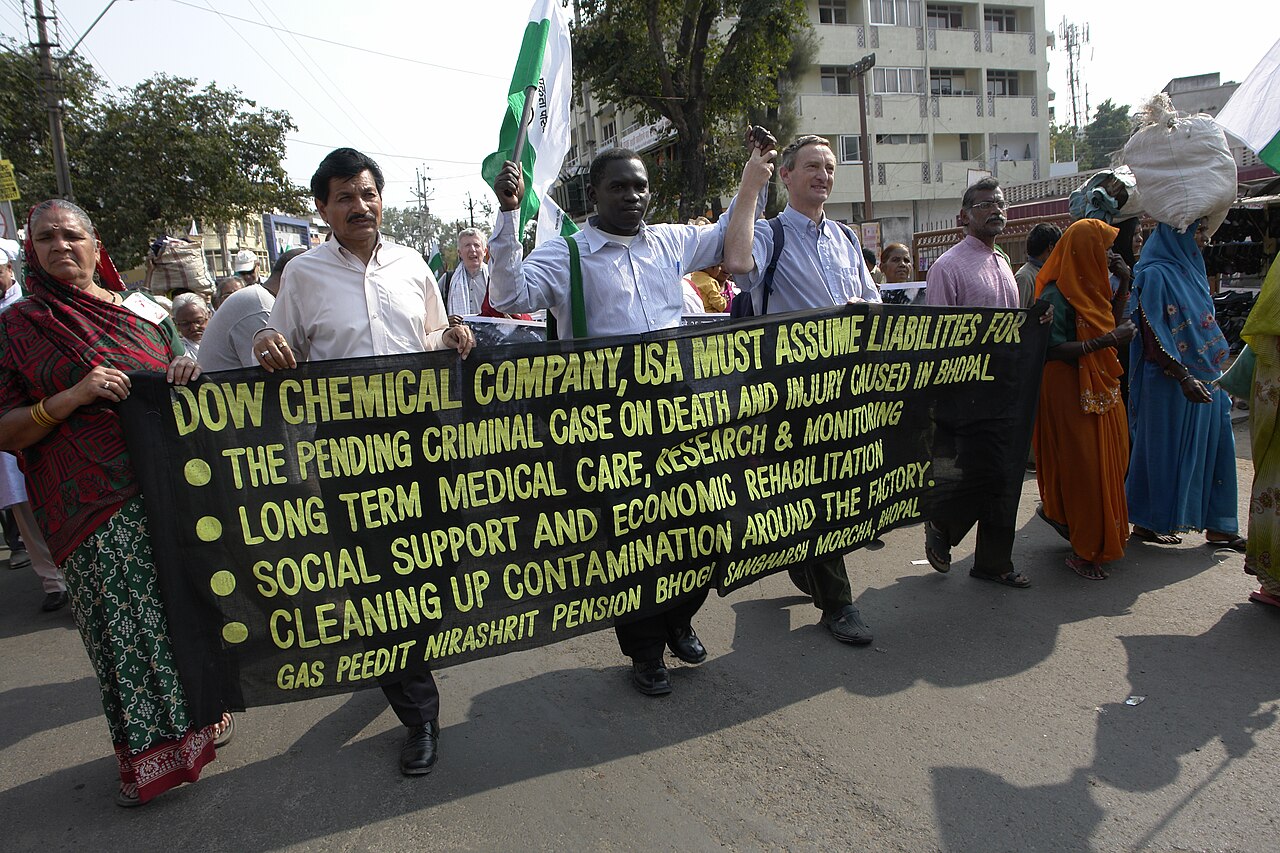 DOW CHEMICAL COMPANY, USA MUST ASSUME LIABILITIES FOR
● THE PENDING CRIMINAL CASE ON DEATH AND INJURY CAUSED IN BHOPAL
● LONG TERM MEDICAL CARE, RESEARCH & MONITORING
● SOCIAL SUPPORT AND ECONOMIC REHABILITATION
● CLEANING UP CONTAMINATION AROUND THE FACTORY.
GAS PEEDIT NIRASHRIT PENSION BHOGI SANGHARSH MORCHA, BHOPAL